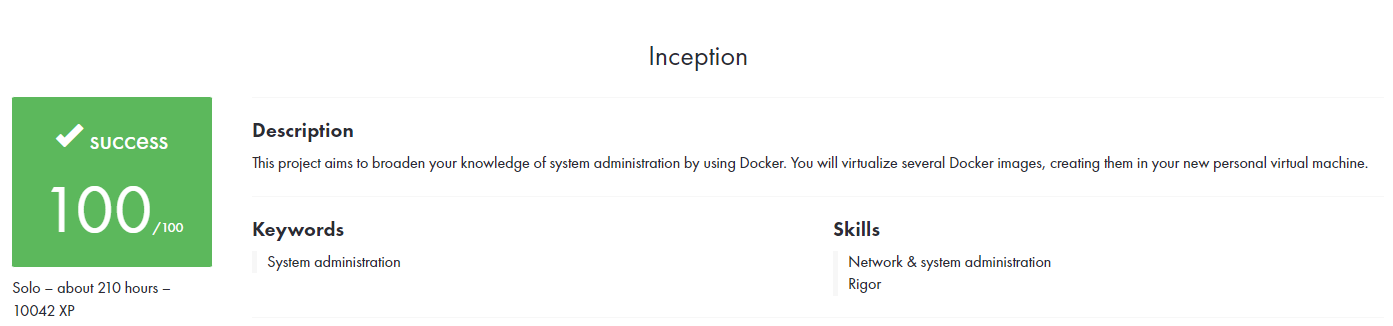 Inception
success
100/100
Solo – about 210 hours –
10042 XP
Description
This project aims to broaden your knowledge of system administration by using Docker. You will virtualize several Docker images, creating them in your new personal virtual machine.
Keywords
System administration
Skills
Network & system administration
Rigor